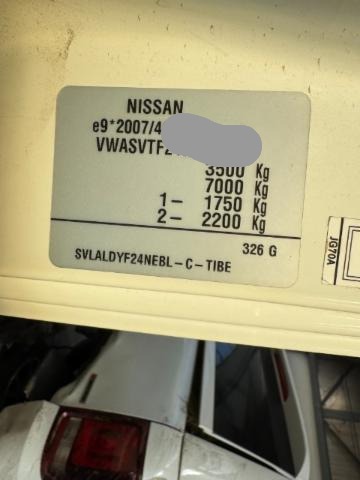 NISSAN
e9*2007/4
VWASVTF2
3500 Kg
7000 Kg
1- 1750 Kg
2- 2200 Kg
326 G
SVLALDYF24NEBL-C-TIBE
JG70A